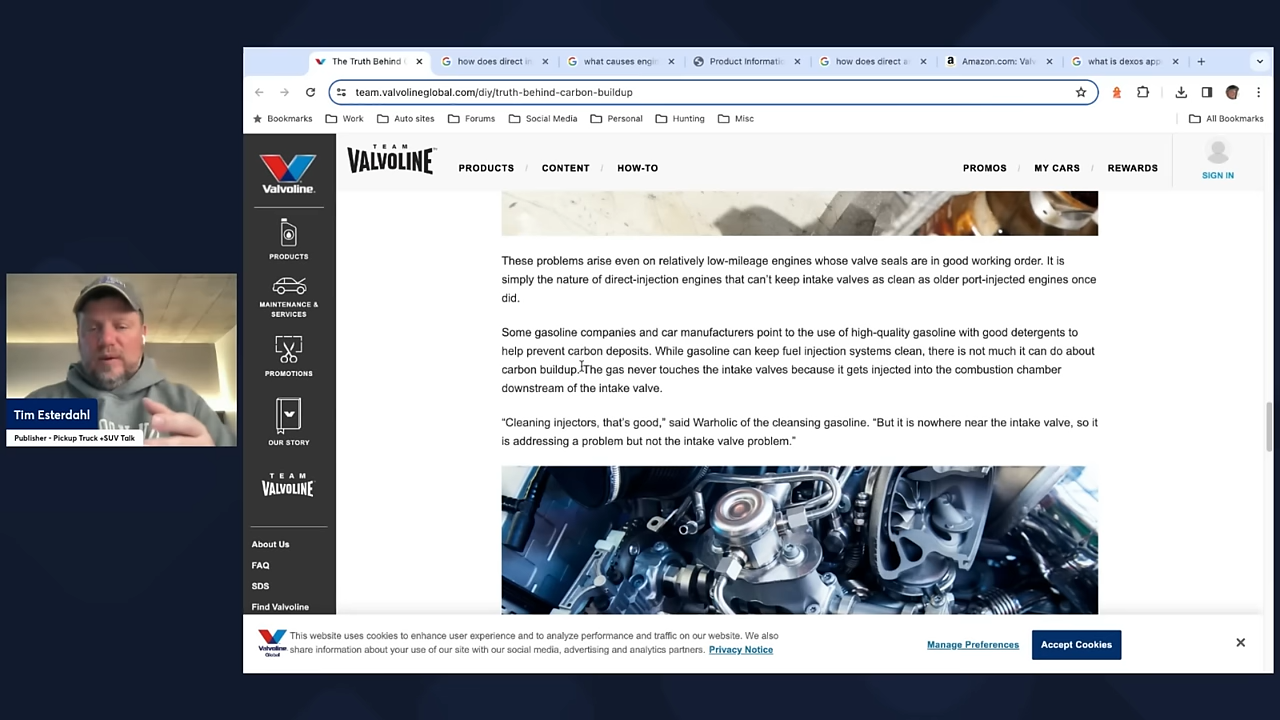 The Truth Behind
how does direct in
what causes engin
Product Informatic
how does direct a
Amazon.com: Valv
what is dexos app
team.valvolineglobal.com/diy/truth-behind-carbon-buildup
Bookmarks
Work
Auto sites
Forums
Social Media
Personal
Hunting
Misc
All Bookmarks
Valvoline
PRODUCTS
MAINTENANCE &
SERVICES
PROMOTIONS
OUR STORY
TEAM
VALVOLINE
About Us
FAQ
SDS
Find Valvoline
TEAM
VALVOLINE
PRODUCTS / CONTENT / HOW-TO
PROMOS / MY CARS / REWARDS
SIGN IN
These problems arise even on relatively low-mileage engines whose valve seals are in good working order. It is
simply the nature of direct-injection engines that can’t keep intake valves as clean as older port-injected engines once
did.
Some gasoline companies and car manufacturers point to the use of high-quality gasoline with good detergents to
help prevent carbon deposits. While gasoline can keep fuel injection systems clean, there is not much it can do about
carbon buildup. The gas never touches the intake valves because it gets injected into the combustion chamber
downstream of the intake valve.
“Cleaning injectors, that’s good,” said Warholic of the cleansing gasoline. “But it is nowhere near the intake valve, so it
is addressing a problem but not the intake valve problem.”
Tim Esterdahl
Publisher - Pickup Truck +SUV Talk
Valvoline
Global
This website uses cookies to enhance user experience and to analyze performance and traffic on our website. We also
share information about your use of our site with our social media, advertising and analytics partners. Privacy Notice
Manage Preferences
Accept Cookies